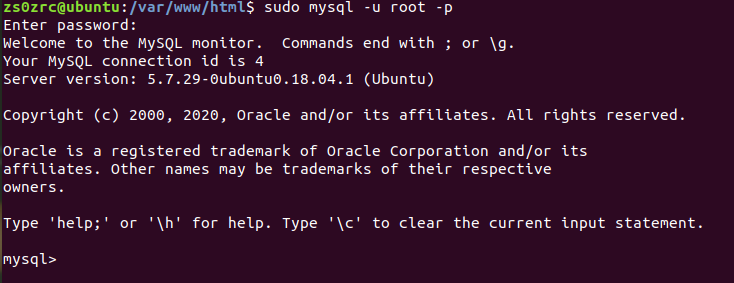 zs0zrc@ubuntu:/var/www/html$ sudo mysql -u root -p
Enter password:
Welcome to the MySQL monitor.  Commands end with ; or \g.
Your MySQL connection id is 4
Server version: 5.7.29-0ubuntu0.18.04.1 (Ubuntu)
Copyright (c) 2000, 2020, Oracle and/or its affiliates. All rights reserved.
Oracle is a registered trademark of Oracle Corporation and/or its
affiliates. Other names may be trademarks of their respective
owners.
Type 'help;' or '\h' for help. Type '\c' to clear the current input statement.
mysql>